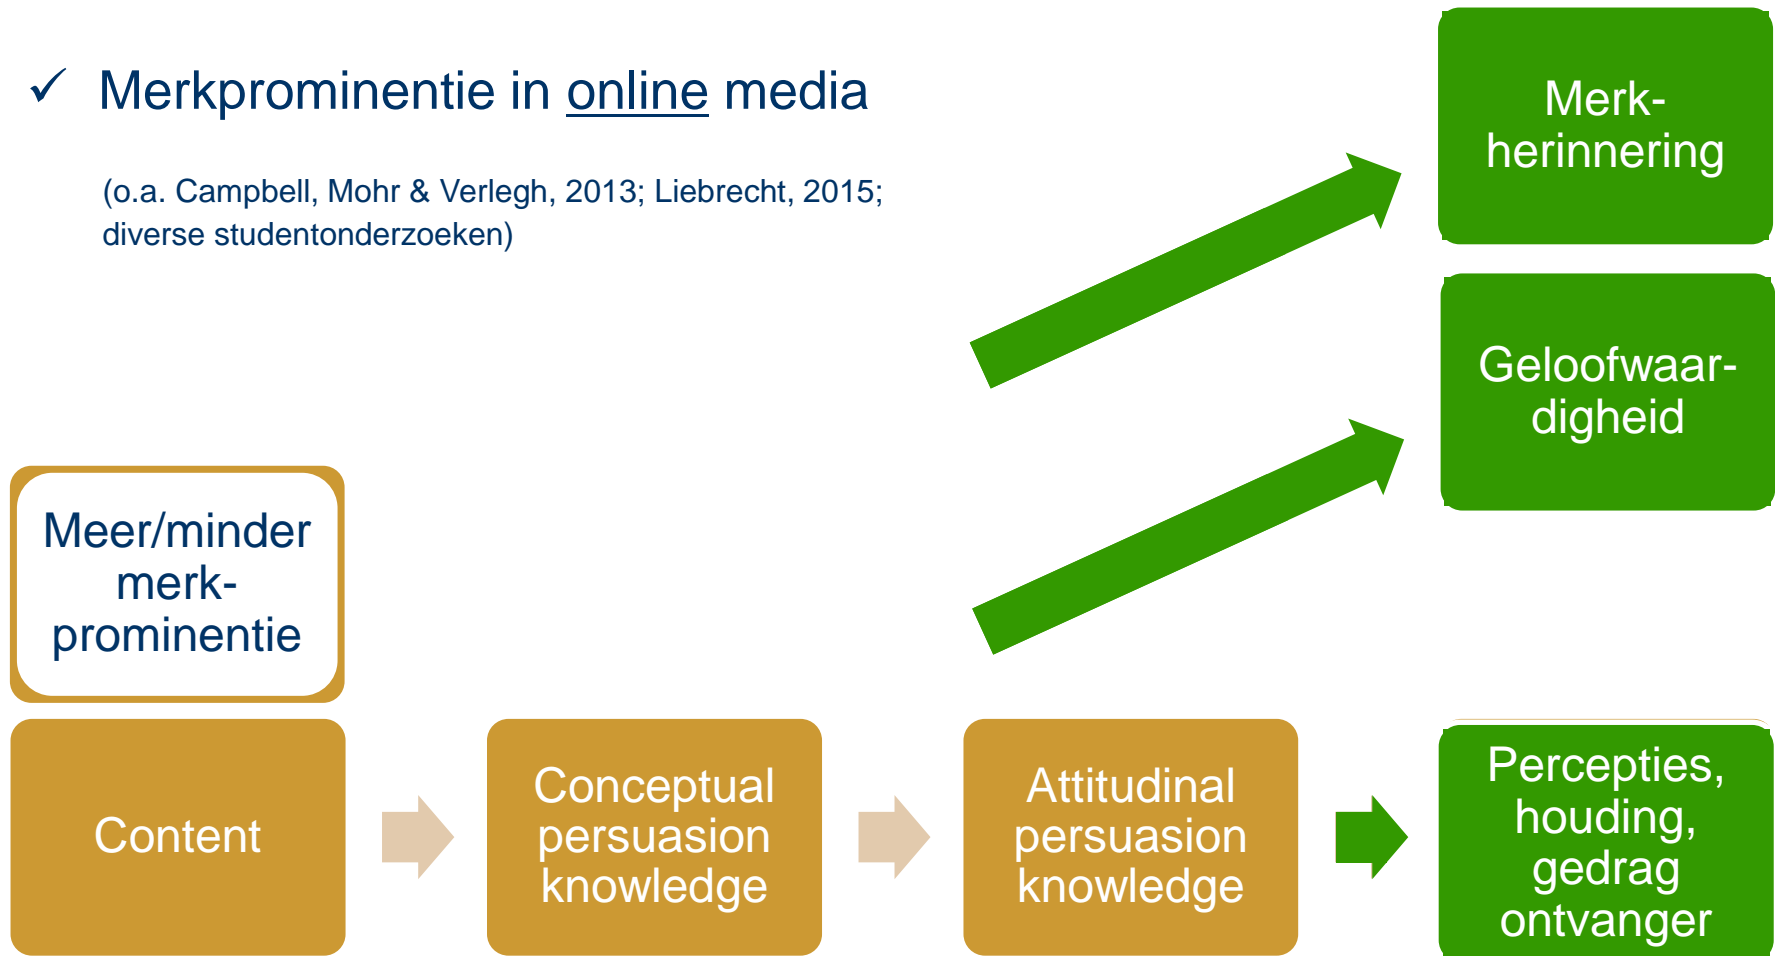 ✓ Merkprominentie in online media
(o.a. Campbell, Mohr & Verlegh, 2013; Liebrecht, 2015;
diverse studentonderzoeken)
Merk-
herinnering
Geloofwaar-
digheid
Meer/minder
merk-
prominentie
Content
Conceptual
persuasion
knowledge
Attitudinal
persuasion
knowledge
Percepties,
houding,
gedrag
ontvanger